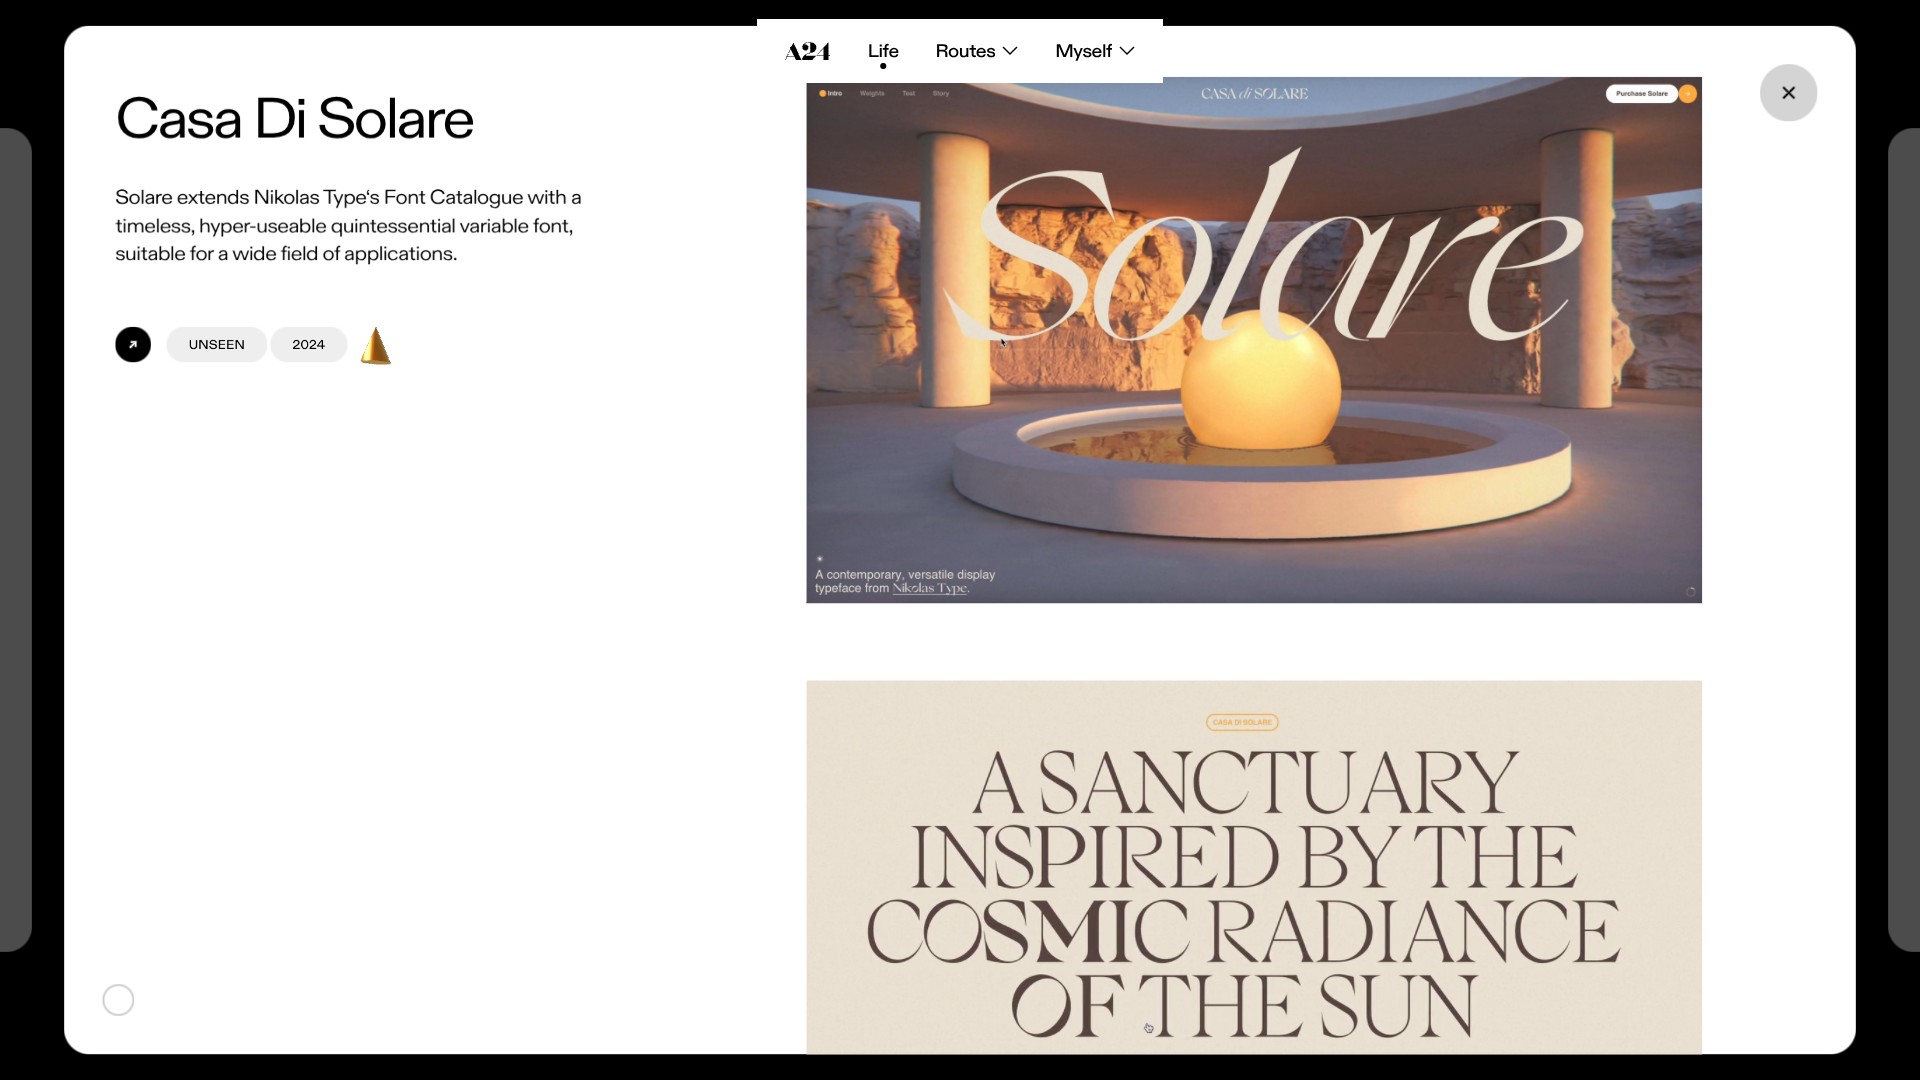 A24 Life Routes Myself
Casa Di Solare
Solare extends Nikolas Type‘s Font Catalogue with a
timeless, hyper-useable quintessential variable font,
suitable for a wide field of applications.
UNSEEN 2024
Intro Weights Test Story CASA di SOLARE Purchase Solare
Solare
A contemporary, versatile display
typeface from Nikolas Type.
CASA DI SOLARE
A SANCTUARY
INSPIRED BY THE
COSMIC RADIANCE
OF THE SUN